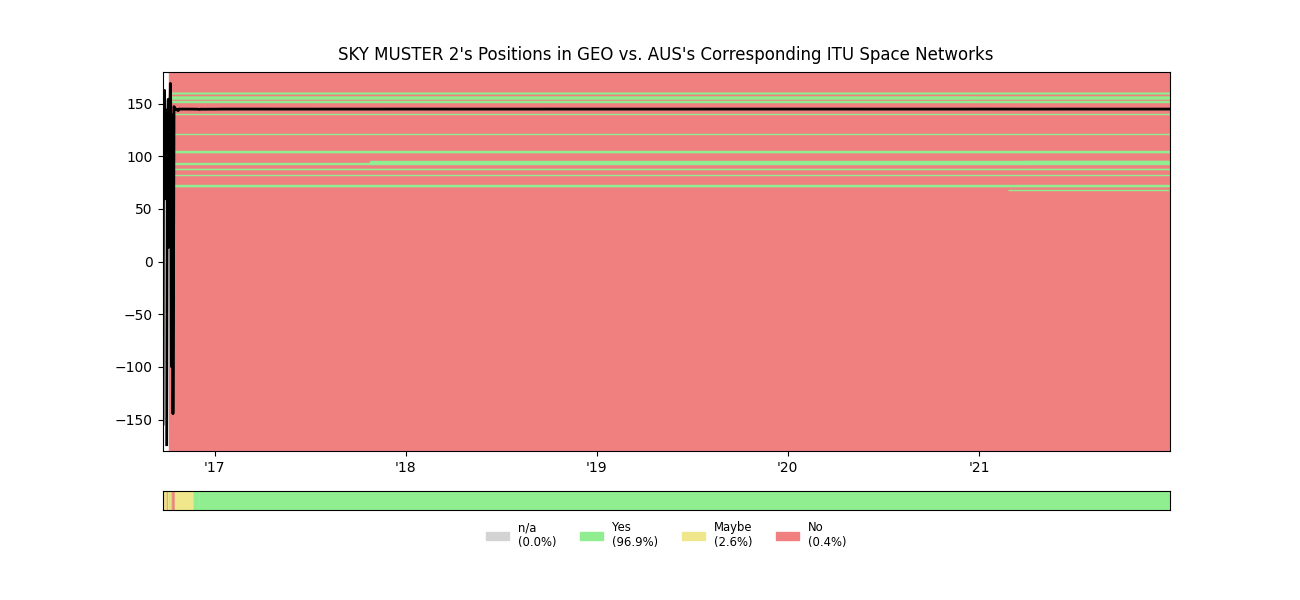 SKY MUSTER 2's Positions in GEO vs. AUS's Corresponding ITU Space Networks
150
100
50
0
−50
−100
−150
'17 '18 '19 '20 '21
n/a Yes Maybe No
(0.0%) (96.9%) (2.6%) (0.4%)